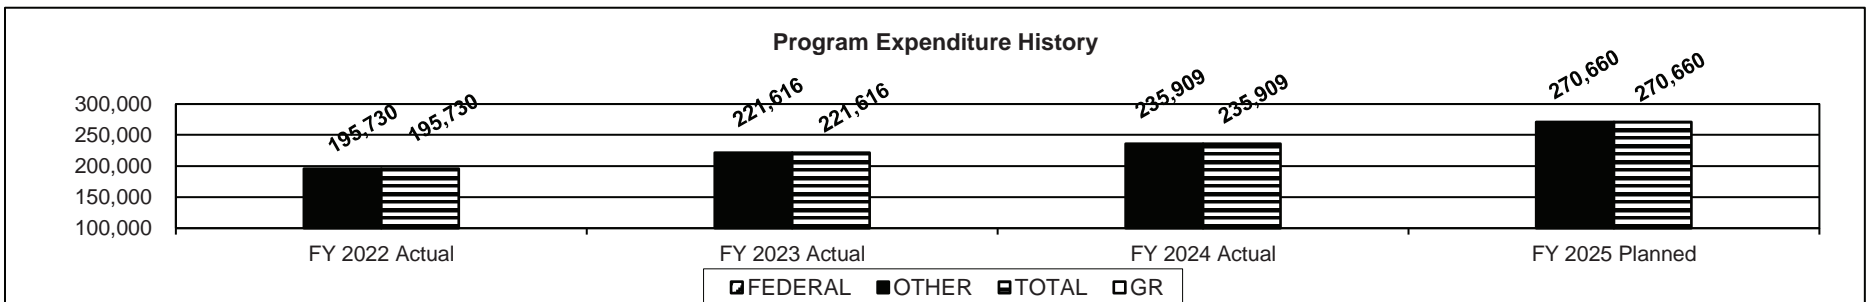 Program Expenditure History
195,730 195,730 221,616 221,616 235,909 235,909 270,660 270,660
300,000
250,000
200,000
150,000
100,000
FY 2022 Actual FY 2023 Actual FY 2024 Actual FY 2025 Planned
FEDERAL OTHER TOTAL GR